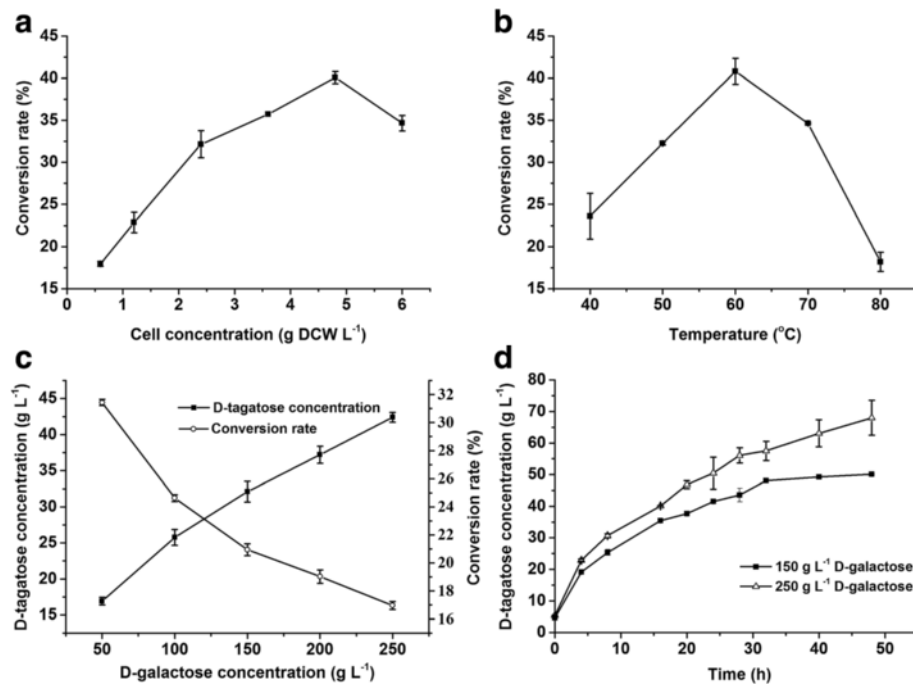 a
45
40
35
30
25
20
15
0 1 2 3 4 5 6
Conversion rate (%)
Cell concentration (g DCW L⁻¹)
b
45
40
35
30
25
20
15
40 50 60 70 80
Conversion rate (%)
Temperature (°C)
c
45
40
35
30
25
20
15
D-tagatose concentration (g L⁻¹)
D-tagatose concentration
Conversion rate
32
30
28
26
24
22
20
18
16
Conversion rate (%)
50 100 150 200 250
D-galactose concentration (g L⁻¹)
d
80
70
60
50
40
30
20
10
0
D-tagatose concentration (g L⁻¹)
150 g L⁻¹ D-galactose
250 g L⁻¹ D-galactose
0 10 20 30 40 50
Time (h)